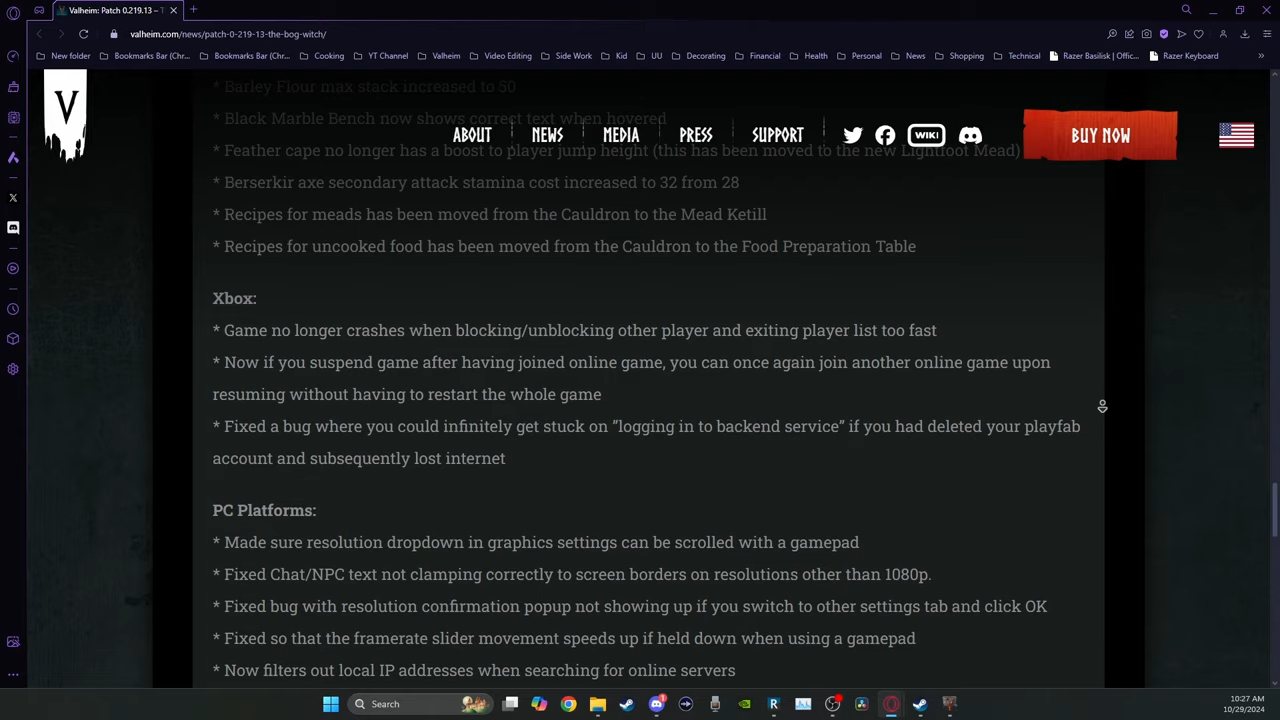 Valheim: Patch 0.219.13 –
valheim.com/news/patch-0-219-13-the-bog-witch/
New folder
Bookmarks Bar (Chr...
Bookmarks Bar (Chr...
Cooking
YT Channel
Valheim
Video Editing
Side Work
Kid
UU
Decorating
Financial
Health
Personal
News
Shopping
Technical
Razer Basilisk | Offic...
Razer Keyboard
* Barley Flour max stack increased to 50
* Black Marble Bench now shows correct text when hovered
V
ABOUT
NEWS
MEDIA
PRESS
SUPPORT
WIKI
BUY NOW
* Feather cape no longer has a boost to player jump height (this has been moved to the new Lightfoot Mead)
* Berserkir axe secondary attack stamina cost increased to 32 from 28
* Recipes for meads has been moved from the Cauldron to the Mead Ketill
* Recipes for uncooked food has been moved from the Cauldron to the Food Preparation Table
Xbox:
* Game no longer crashes when blocking/unblocking other player and exiting player list too fast
* Now if you suspend game after having joined online game, you can once again join another online game upon
resuming without having to restart the whole game
* Fixed a bug where you could infinitely get stuck on ”logging in to backend service” if you had deleted your playfab
account and subsequently lost internet
PC Platforms:
* Made sure resolution dropdown in graphics settings can be scrolled with a gamepad
* Fixed Chat/NPC text not clamping correctly to screen borders on resolutions other than 1080p.
* Fixed bug with resolution confirmation popup not showing up if you switch to other settings tab and click OK
* Fixed so that the framerate slider movement speeds up if held down when using a gamepad
* Now filters out local IP addresses when searching for online servers
Search
10:27 AM
10/29/2024